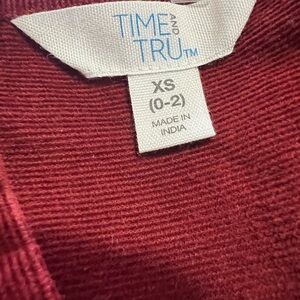 TIME AND
TRU™
XS
(0-2)
MADE IN
INDIA